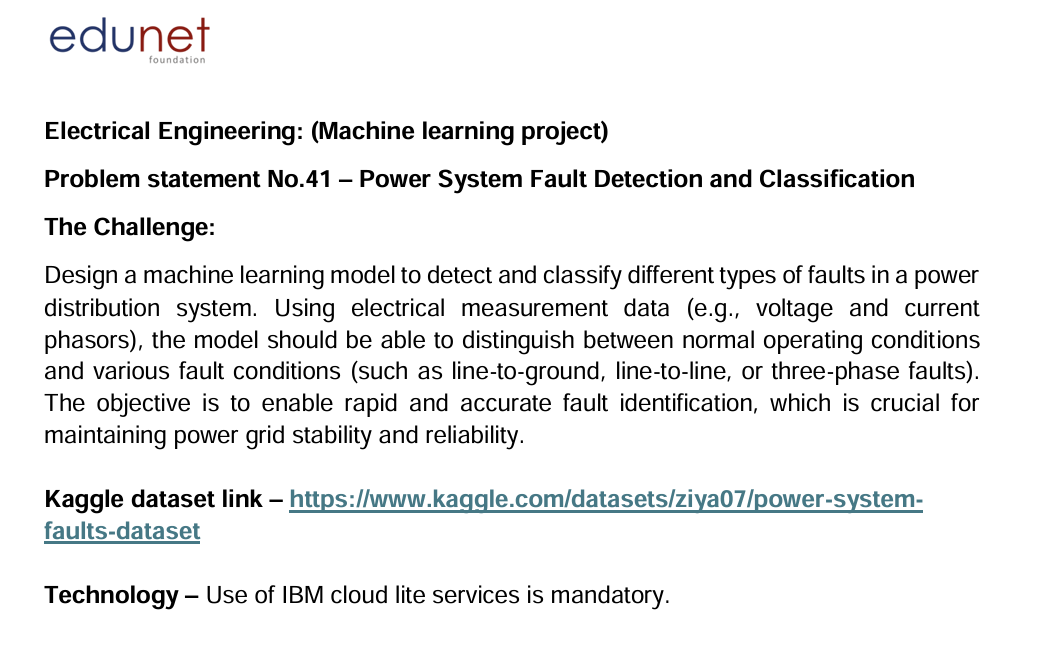 edunet
foundation
Electrical Engineering: (Machine learning project)
Problem statement No.41 – Power System Fault Detection and Classification
The Challenge:
Design a machine learning model to detect and classify different types of faults in a power
distribution system. Using electrical measurement data (e.g., voltage and current
phasors), the model should be able to distinguish between normal operating conditions
and various fault conditions (such as line-to-ground, line-to-line, or three-phase faults).
The objective is to enable rapid and accurate fault identification, which is crucial for
maintaining power grid stability and reliability.
Kaggle dataset link – https://www.kaggle.com/datasets/ziya07/power-system-
faults-dataset
Technology – Use of IBM cloud lite services is mandatory.